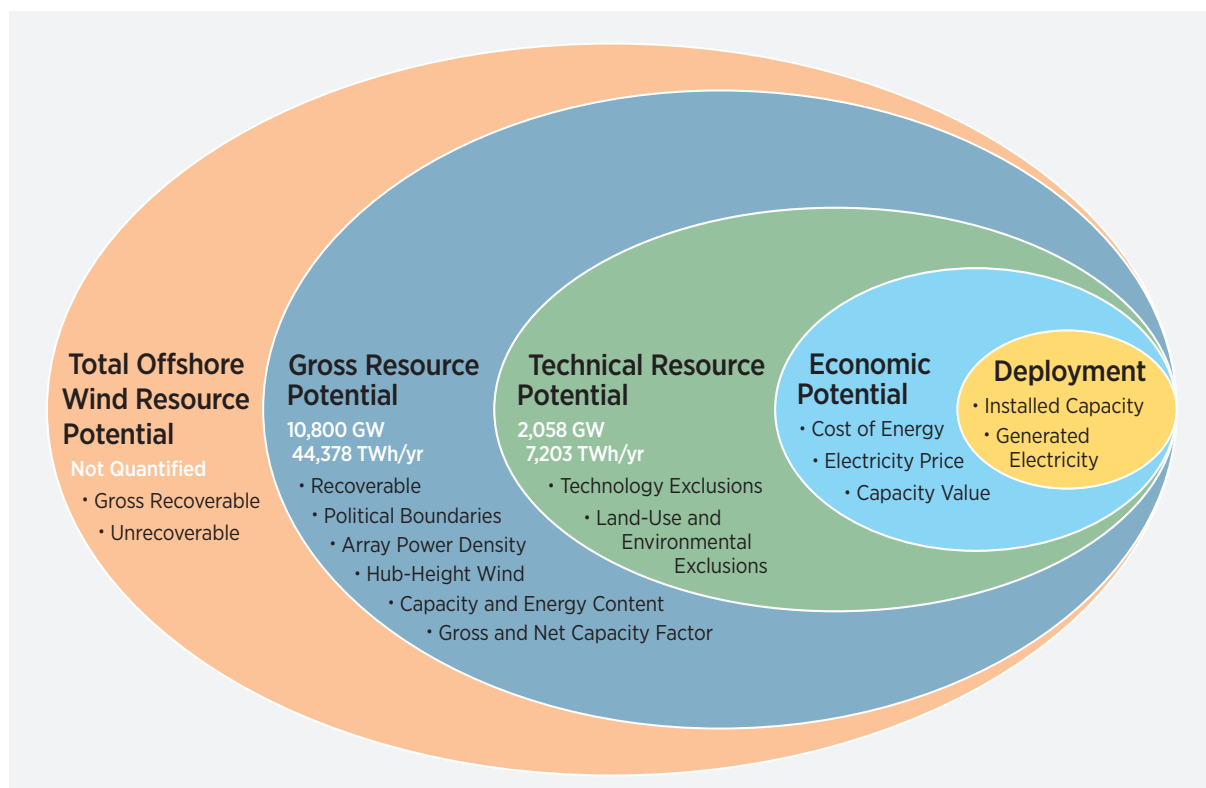 Total Offshore
Wind Resource
Potential
Not Quantified
• Gross Recoverable
• Unrecoverable
Gross Resource
Potential
10,800 GW
44,378 TWh/yr
• Recoverable
• Political Boundaries
• Array Power Density
• Hub-Height Wind
• Capacity and Energy Content
• Gross and Net Capacity Factor
Technical Resource
Potential
2,058 GW
7,203 TWh/yr
• Technology Exclusions
• Land-Use and
Environmental
Exclusions
Economic
Potential
• Cost of Energy
• Electricity Price
• Capacity Value
Deployment
• Installed Capacity
• Generated
Electricity